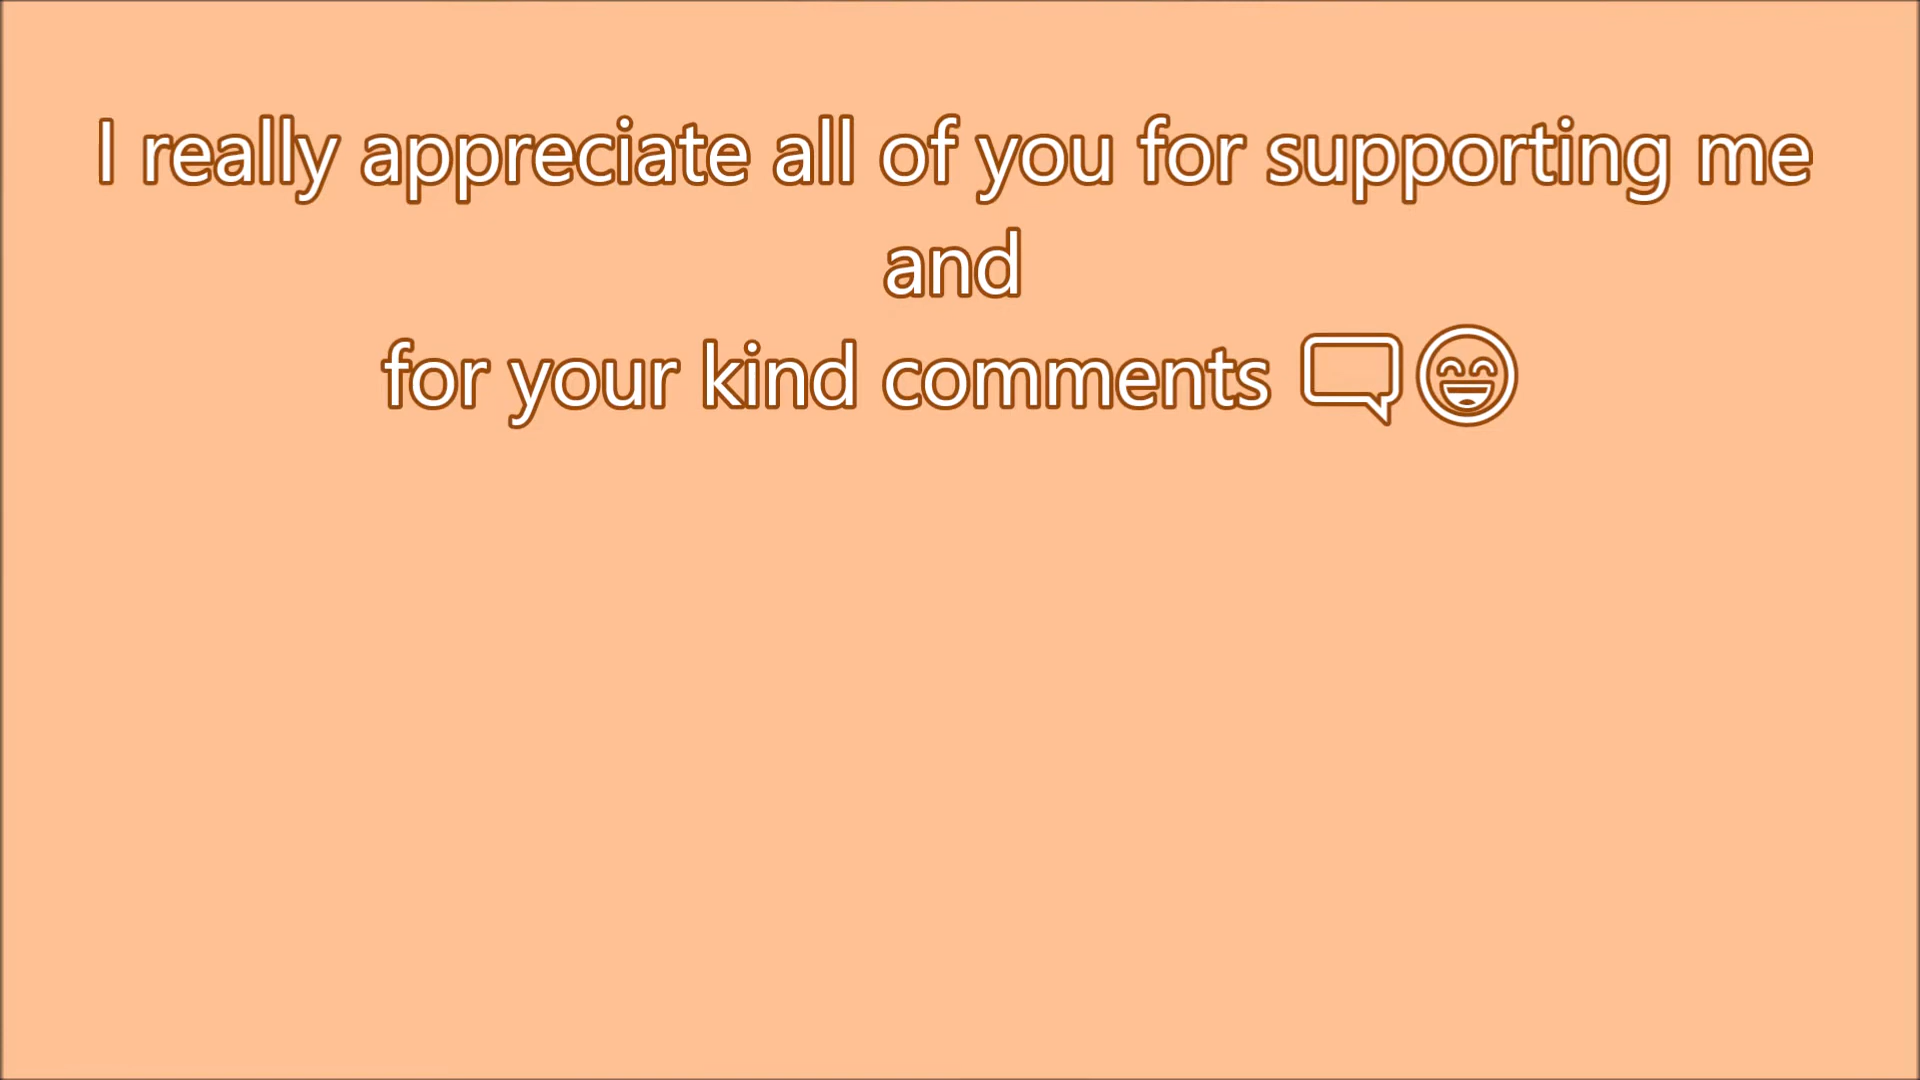 I really appreciate all of you for supporting me
and
for your kind comments 🗨😄